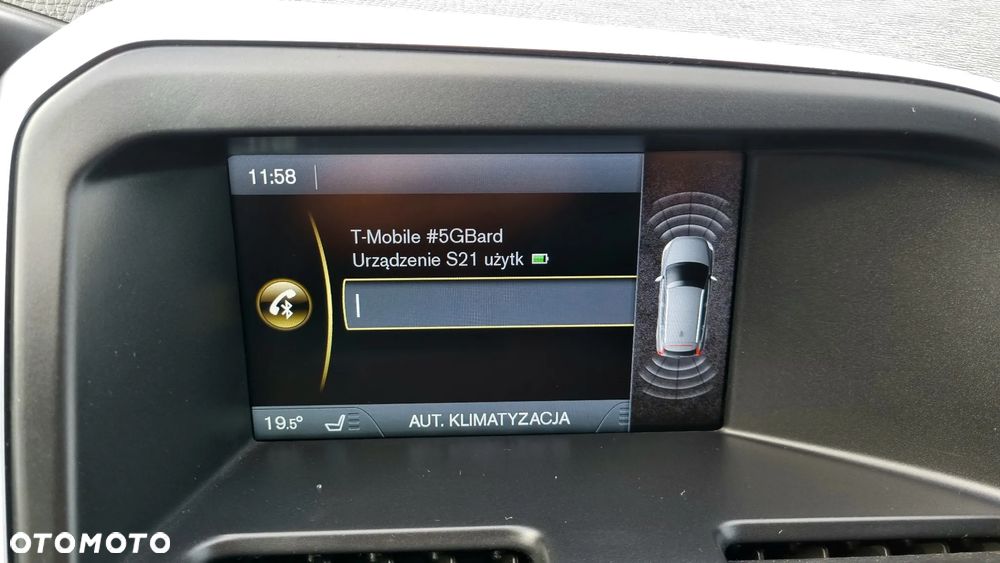 11:58
T-Mobile #5GBard
Urządzenie S21 użytk
19.5°
AUT. KLIMATYZACJA
OTOMOTO